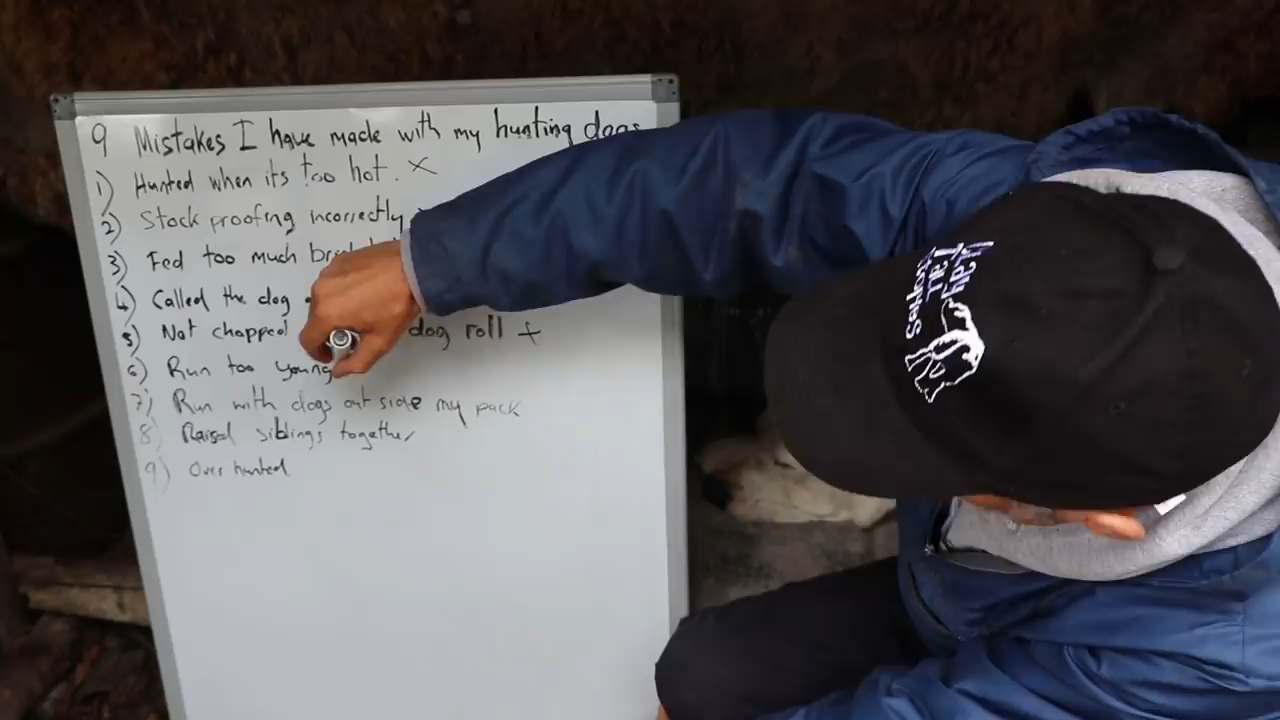 9 Mistakes I have made with my hunting dogs
1) Hunted when its too hot. X
2) Stock proofing incorrectly
3) Fed too much
4) Called the dog
5) Not chopped dog roll +
6) Run too young
7) Run with dogs out side my pack
8) Raised siblings together
9) Over hunted